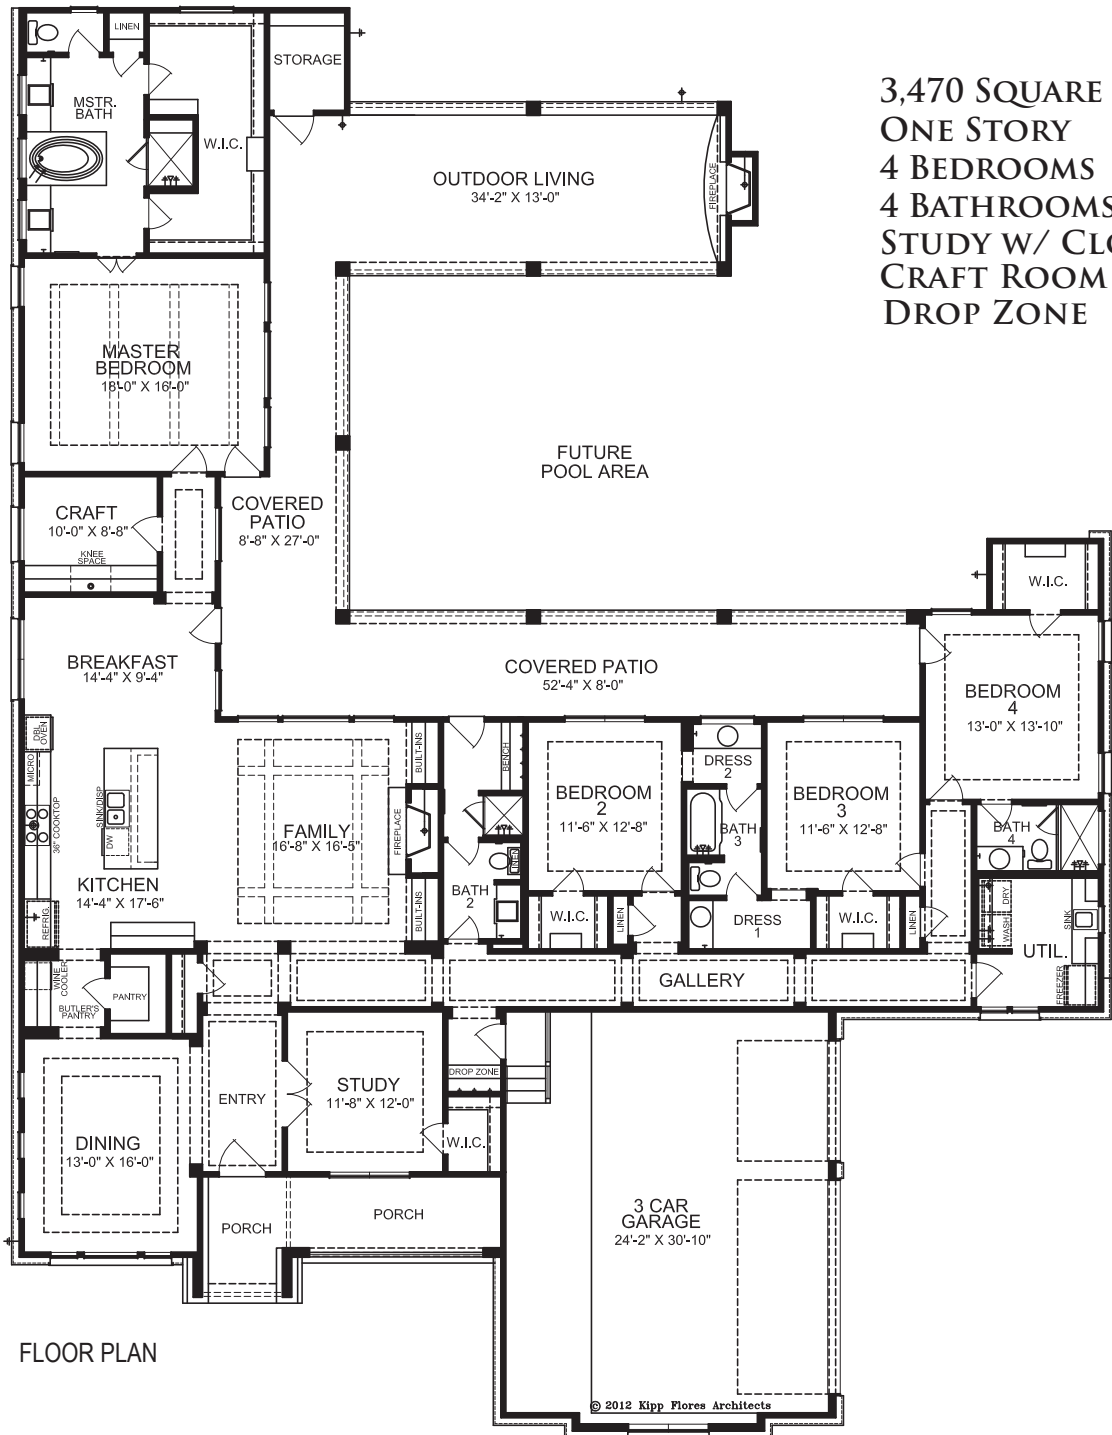 LINEN
STORAGE
MSTR.
BATH
W.I.C.
OUTDOOR LIVING
34'-2" X 13'-0"
FIREPLACE
3,470 SQUARE
ONE STORY
4 BEDROOMS
4 BATHROOMS
STUDY W/ CLO
CRAFT ROOM
DROP ZONE
MASTER
BEDROOM
18'-0" X 16'-0"
FUTURE
POOL AREA
CRAFT
10'-0" X 8'-8"
KNEE
SPACE
COVERED
PATIO
8'-8" X 27'-0"
W.I.C.
BREAKFAST
14'-4" X 9'-4"
COVERED PATIO
52'-4" X 8'-0"
BEDROOM
4
13'-0" X 13'-10"
DBL
OVEN
MICRO
36" COOKTOP
SINK/DISP
DW
REFRIG.
KITCHEN
14'-4" X 17'-6"
FAMILY
16'-8" X 16'-5"
BUILT-INS
FIREPLACE
BUILT-INS
BENCH
LINEN
BATH
2
BEDROOM
2
11'-6" X 12'-8"
W.I.C.
LINEN
DRESS
2
BATH
3
DRESS
1
BEDROOM
3
11'-6" X 12'-8"
W.I.C.
LINEN
BATH
4
DRY
WASH
SINK
UTIL.
FREEZER
WINE
COOLER
BUTLER'S
PANTRY
PANTRY
GALLERY
DROP ZONE
ENTRY
STUDY
11'-8" X 12'-0"
W.I.C.
DINING
13'-0" X 16'-0"
PORCH
PORCH
3 CAR
GARAGE
24'-2" X 30'-10"
FLOOR PLAN
© 2012 Kipp Flores Architects